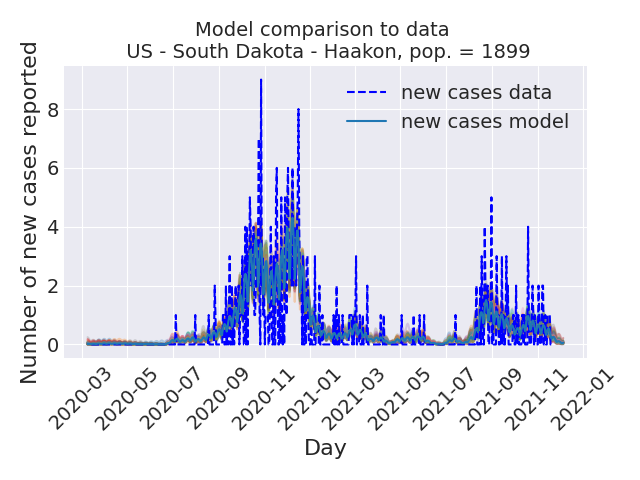 Model comparison to data
US - South Dakota - Haakon, pop. = 1899
Number of new cases reported
8
6
4
2
0
new cases data
new cases model
2020-03
2020-05
2020-07
2020-09
2020-11
2021-01
2021-03
2021-05
2021-07
2021-09
2021-11
2022-01
Day